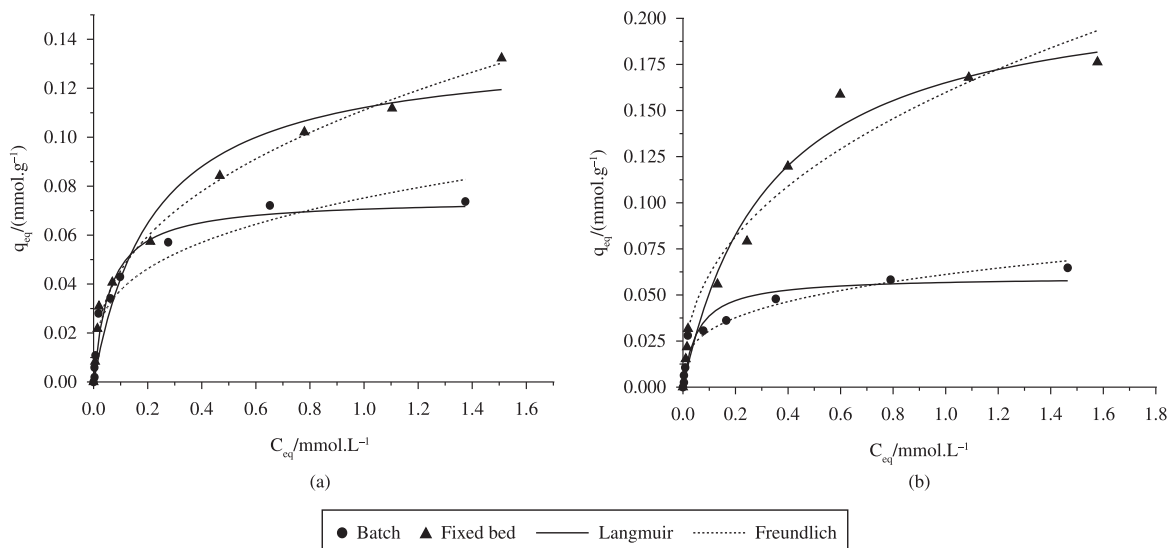 0.14
0.12
0.10
0.08
0.06
0.04
0.02
0.00
q_eq/(mmol.g⁻¹)
0.0 0.2 0.4 0.6 0.8 1.0 1.2 1.4 1.6
C_eq/mmol.L⁻¹
(a)
0.200
0.175
0.150
0.125
0.100
0.075
0.050
0.025
0.000
q_eq/(mmol.g⁻¹)
0.0 0.2 0.4 0.6 0.8 1.0 1.2 1.4 1.6 1.8
C_eq/mmol.L⁻¹
(b)
Batch Fixed bed Langmuir Freundlich